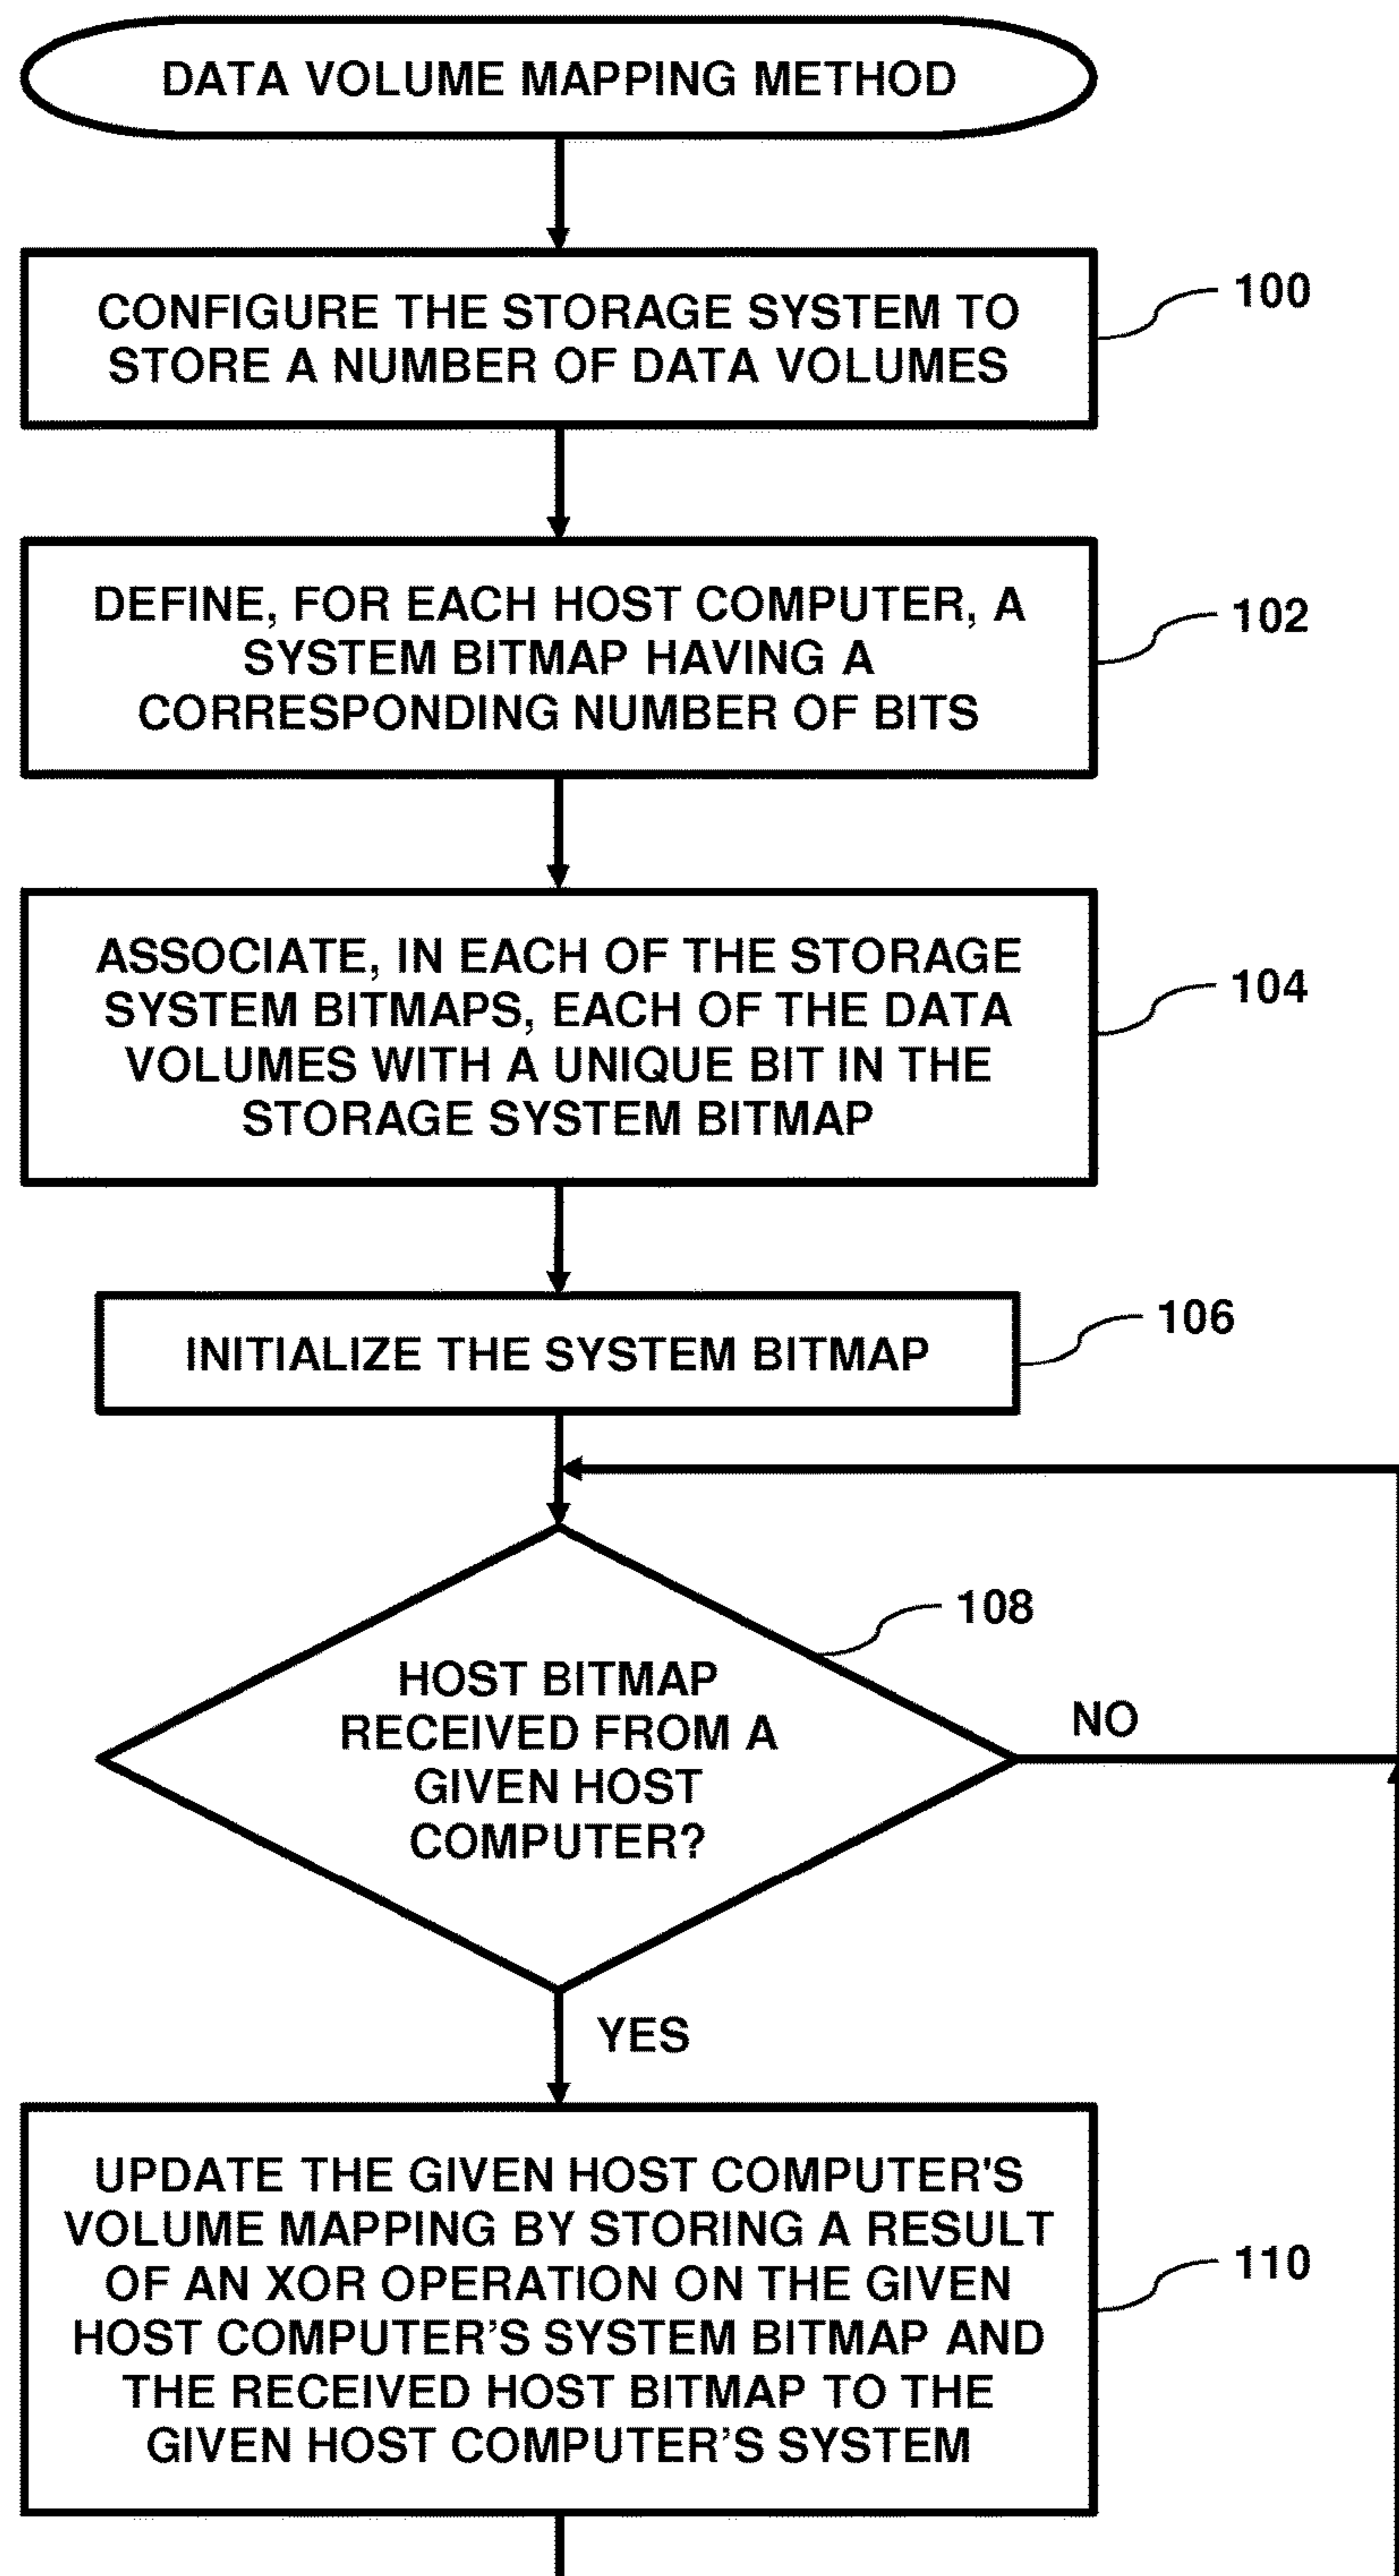 DATA VOLUME MAPPING METHOD
CONFIGURE THE STORAGE SYSTEM TO
STORE A NUMBER OF DATA VOLUMES
100
DEFINE, FOR EACH HOST COMPUTER, A
SYSTEM BITMAP HAVING A
CORRESPONDING NUMBER OF BITS
102
ASSOCIATE, IN EACH OF THE STORAGE
SYSTEM BITMAPS, EACH OF THE DATA
VOLUMES WITH A UNIQUE BIT IN THE
STORAGE SYSTEM BITMAP
104
INITIALIZE THE SYSTEM BITMAP
106
HOST BITMAP
RECEIVED FROM A
GIVEN HOST
COMPUTER?
108
NO
YES
UPDATE THE GIVEN HOST COMPUTER'S
VOLUME MAPPING BY STORING A RESULT
OF AN XOR OPERATION ON THE GIVEN
HOST COMPUTER’S SYSTEM BITMAP AND
THE RECEIVED HOST BITMAP TO THE
GIVEN HOST COMPUTER’S SYSTEM
110